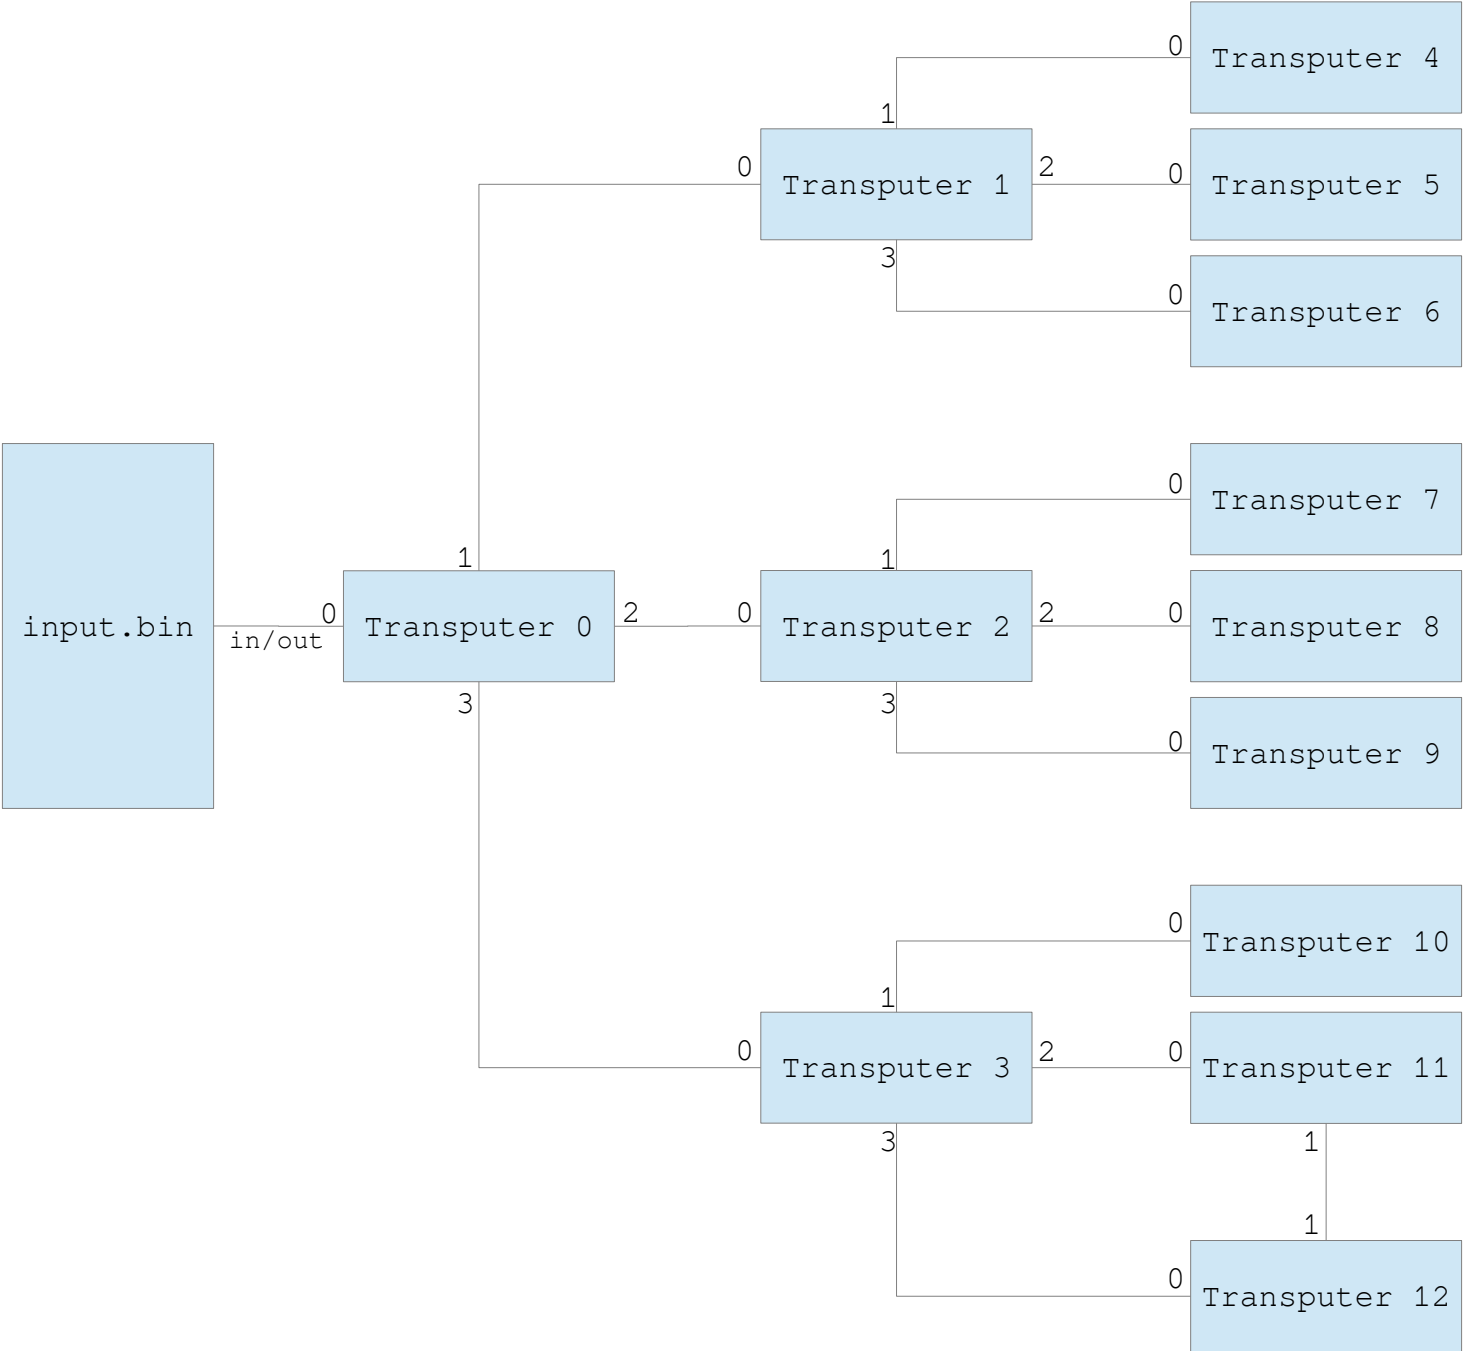 0
Transputer 4
1
0
Transputer 1
2
0
Transputer 5
3
0
Transputer 6
0
Transputer 7
1
1
input.bin
in/out
0
Transputer 0
2
0
Transputer 2
2
0
Transputer 8
3
3
0
Transputer 9
0
Transputer 10
1
0
Transputer 3
2
0
Transputer 11
3
1
1
0
Transputer 12